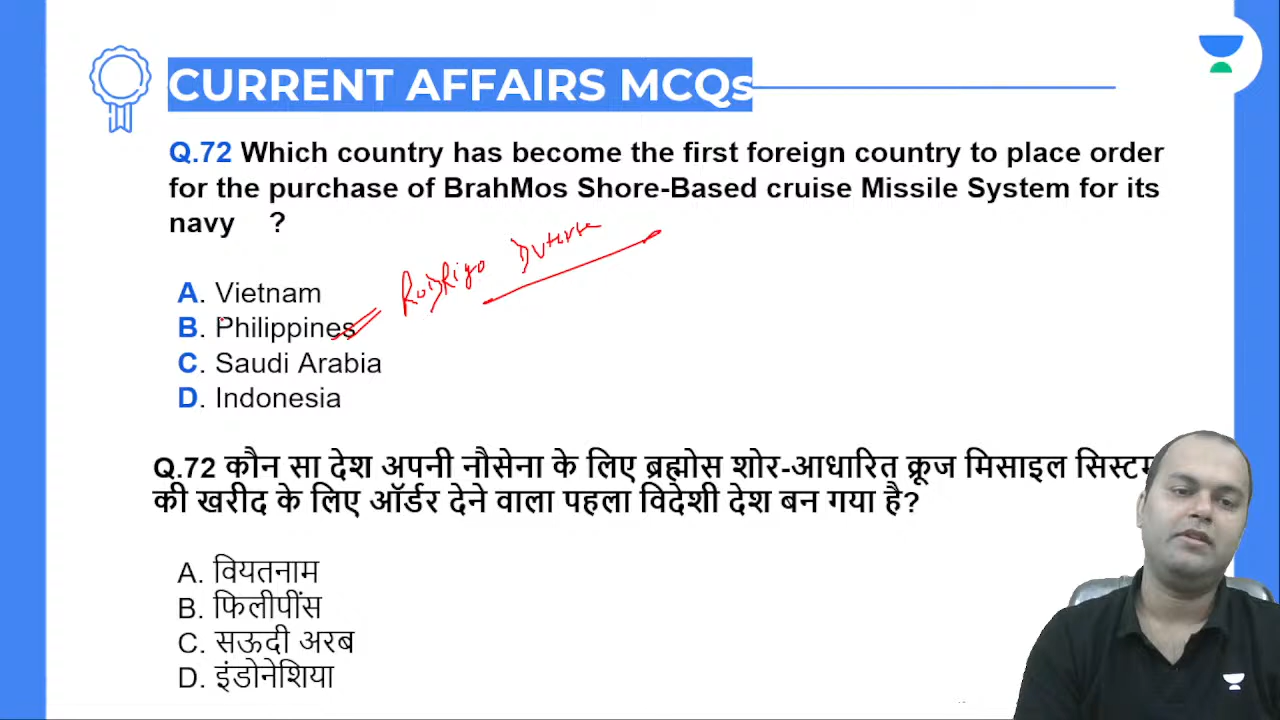 CURRENT AFFAIRS MCQs
Q.72 Which country has become the first foreign country to place order
for the purchase of BrahMos Shore-Based cruise Missile System for its
navy ?
Rodrigo Duterte
A. Vietnam
B. Philippines
C. Saudi Arabia
D. Indonesia
Q.72 कौन सा देश अपनी नौसेना के लिए ब्रह्मोस शोर-आधारित क्रूज मिसाइल सिस्टम
की खरीद के लिए ऑर्डर देने वाला पहला विदेशी देश बन गया है?
A. वियतनाम
B. फिलीपींस
C. सऊदी अरब
D. इंडोनेशिया